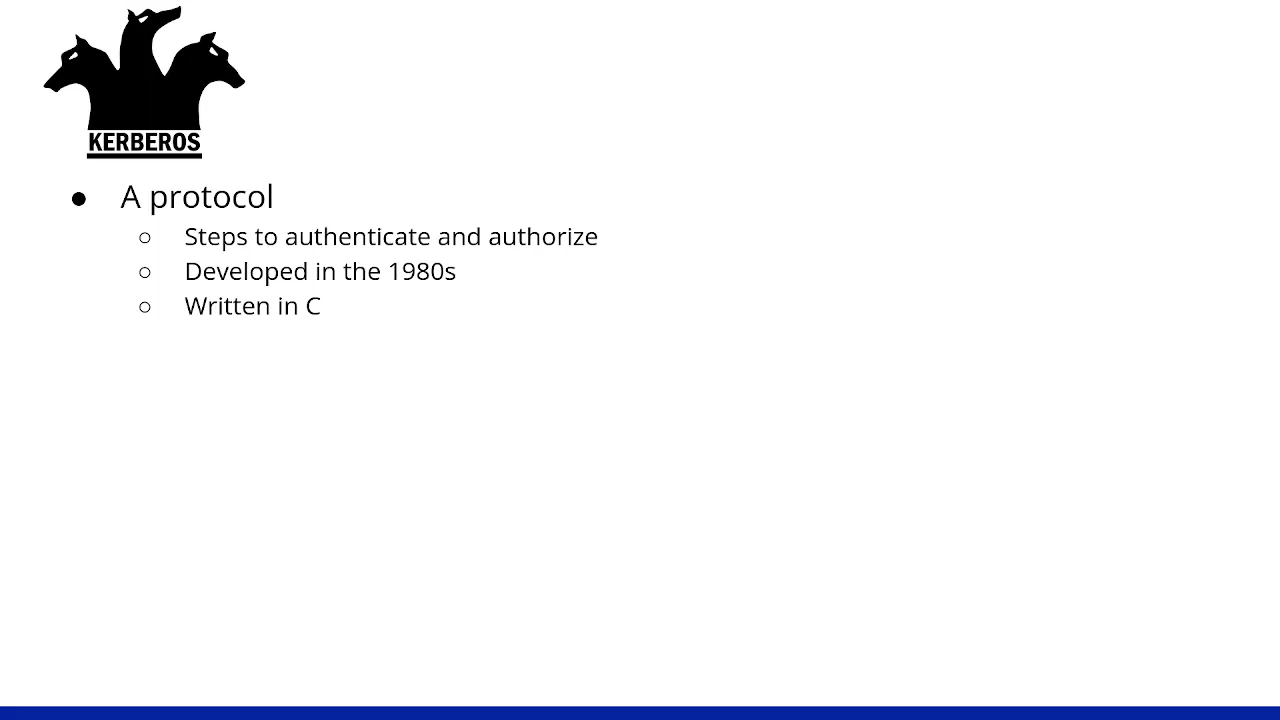 KERBEROS
● A protocol
○ Steps to authenticate and authorize
○ Developed in the 1980s
○ Written in C